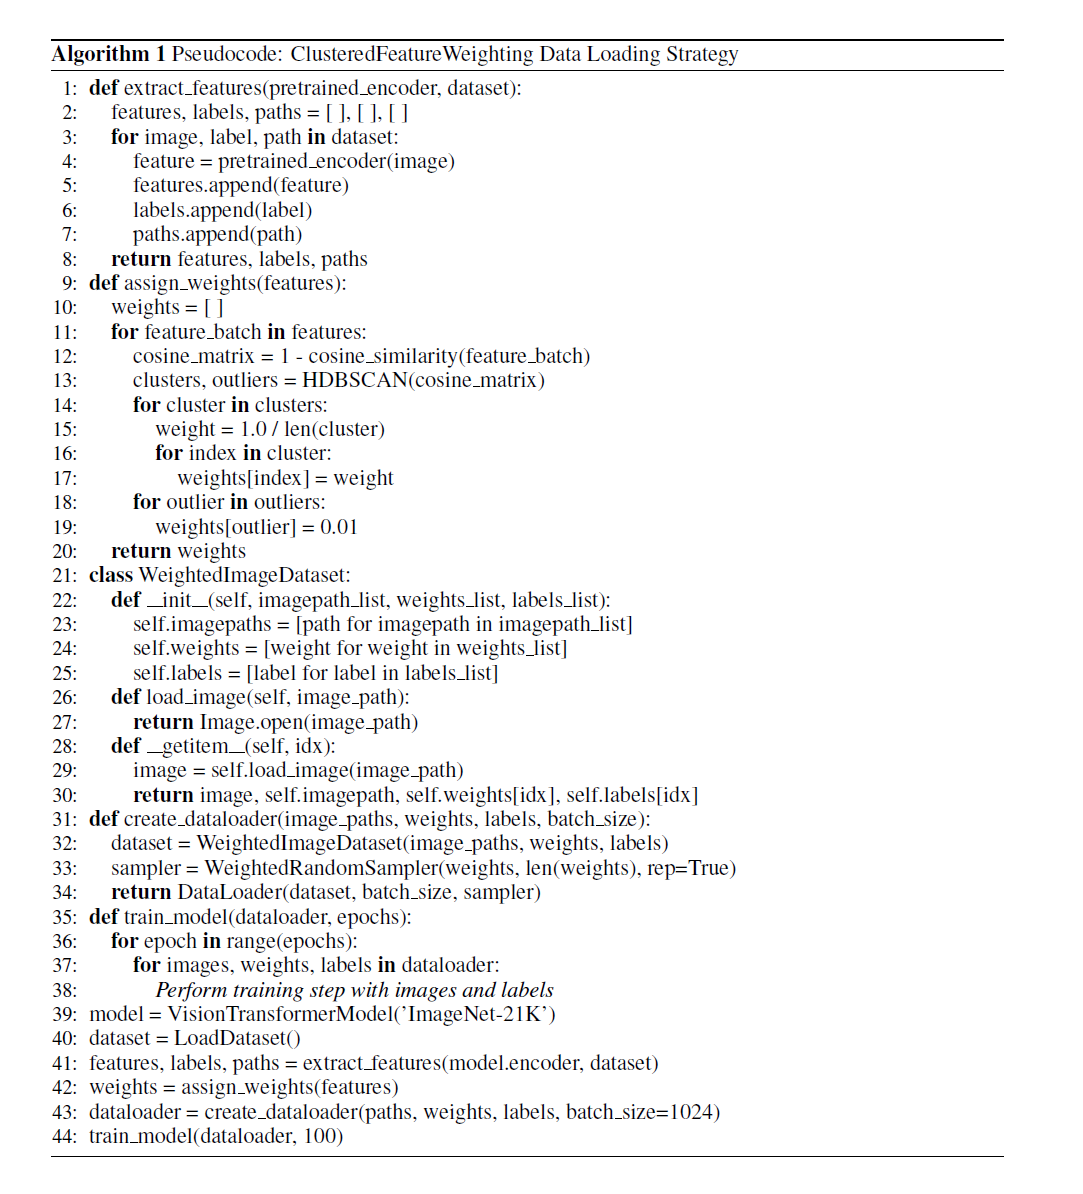 Algorithm 1 Pseudocode: ClusteredFeatureWeighting Data Loading Strategy
1: def extract_features(pretrained_encoder, dataset):
2: features, labels, paths = [ ], [ ], [ ]
3: for image, label, path in dataset:
4: feature = pretrained_encoder(image)
5: features.append(feature)
6: labels.append(label)
7: paths.append(path)
8: return features, labels, paths
9: def assign_weights(features):
10: weights = [ ]
11: for feature_batch in features:
12: cosine_matrix = 1 - cosine_similarity(feature_batch)
13: clusters, outliers = HDBSCAN(cosine_matrix)
14: for cluster in clusters:
15: weight = 1.0 / len(cluster)
16: for index in cluster:
17: weights[index] = weight
18: for outlier in outliers:
19: weights[outlier] = 0.01
20: return weights
21: class WeightedImageDataset:
22: def __init__(self, imagepath_list, weights_list, labels_list):
23: self.imagepaths = [path for imagepath in imagepath_list]
24: self.weights = [weight for weight in weights_list]
25: self.labels = [label for label in labels_list]
26: def load_image(self, image_path):
27: return Image.open(image_path)
28: def __getitem__(self, idx):
29: image = self.load_image(image_path)
30: return image, self.imagepath, self.weights[idx], self.labels[idx]
31: def create_dataloader(image_paths, weights, labels, batch_size):
32: dataset = WeightedImageDataset(image_paths, weights, labels)
33: sampler = WeightedRandomSampler(weights, len(weights), rep=True)
34: return DataLoader(dataset, batch_size, sampler)
35: def train_model(dataloader, epochs):
36: for epoch in range(epochs):
37: for images, weights, labels in dataloader:
38: Perform training step with images and labels
39: model = VisionTransformerModel('ImageNet-21K')
40: dataset = LoadDataset()
41: features, labels, paths = extract_features(model.encoder, dataset)
42: weights = assign_weights(features)
43: dataloader = create_dataloader(paths, weights, labels, batch_size=1024)
44: train_model(dataloader, 100)